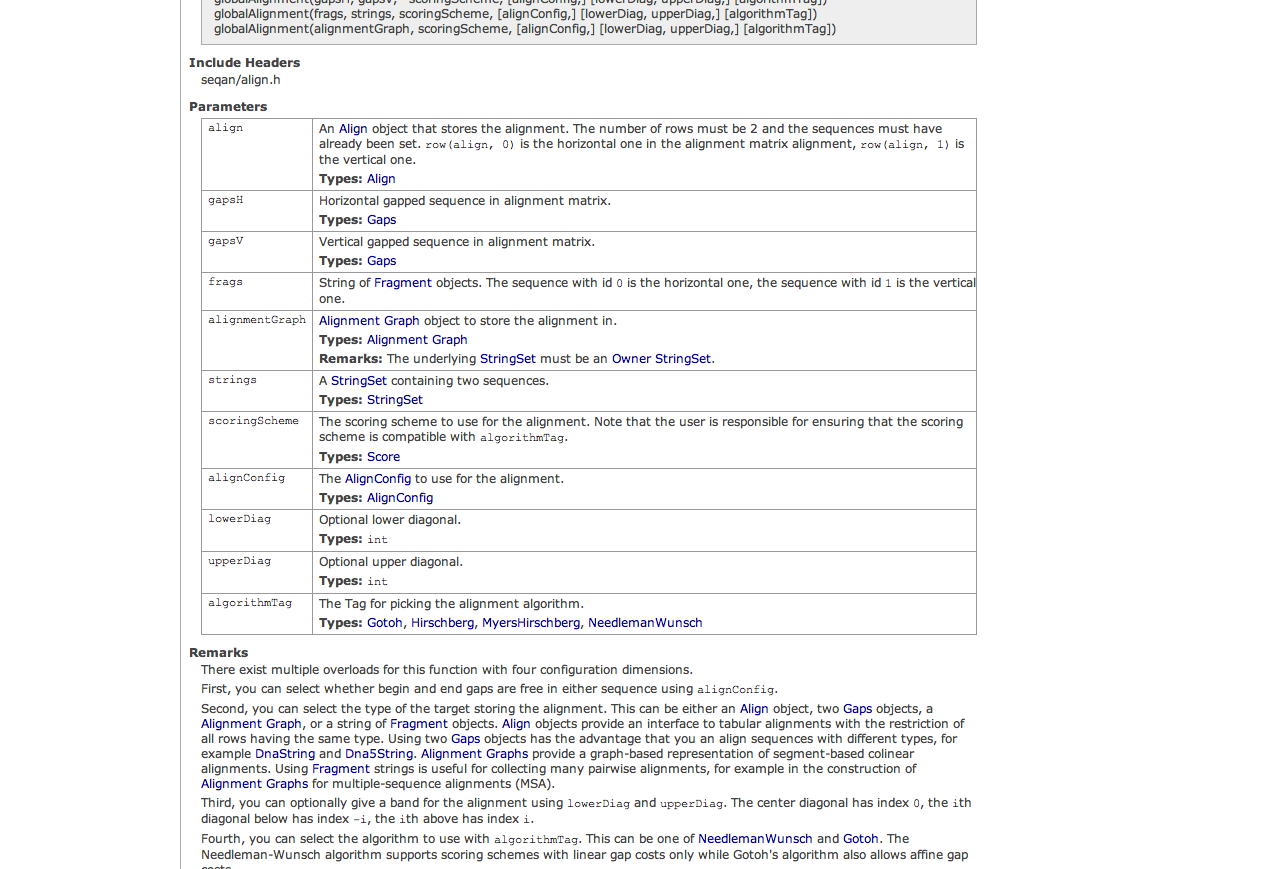 globalAlignment(gapsH, gapsV, scoringScheme, [alignConfig,] [lowerDiag, upperDiag,] [algorithmTag])
globalAlignment(frags, strings, scoringScheme, [alignConfig,] [lowerDiag, upperDiag,] [algorithmTag])
globalAlignment(alignmentGraph, scoringScheme, [alignConfig,] [lowerDiag, upperDiag,] [algorithmTag])
Include Headers
seqan/align.h
Parameters
align
An Align object that stores the alignment. The number of rows must be 2 and the sequences must have
already been set. row(align, 0) is the horizontal one in the alignment matrix alignment, row(align, 1) is
the vertical one.
Types: Align
gapsH
Horizontal gapped sequence in alignment matrix.
Types: Gaps
gapsV
Vertical gapped sequence in alignment matrix.
Types: Gaps
frags
String of Fragment objects. The sequence with id 0 is the horizontal one, the sequence with id 1 is the vertical
one.
alignmentGraph
Alignment Graph object to store the alignment in.
Types: Alignment Graph
Remarks: The underlying StringSet must be an Owner StringSet.
strings
A StringSet containing two sequences.
Types: StringSet
scoringScheme
The scoring scheme to use for the alignment. Note that the user is responsible for ensuring that the scoring
scheme is compatible with algorithmTag.
Types: Score
alignConfig
The AlignConfig to use for the alignment.
Types: AlignConfig
lowerDiag
Optional lower diagonal.
Types: int
upperDiag
Optional upper diagonal.
Types: int
algorithmTag
The Tag for picking the alignment algorithm.
Types: Gotoh, Hirschberg, MyersHirschberg, NeedlemanWunsch
Remarks
There exist multiple overloads for this function with four configuration dimensions.
First, you can select whether begin and end gaps are free in either sequence using alignConfig.
Second, you can select the type of the target storing the alignment. This can be either an Align object, two Gaps objects, a
Alignment Graph, or a string of Fragment objects. Align objects provide an interface to tabular alignments with the restriction of
all rows having the same type. Using two Gaps objects has the advantage that you an align sequences with different types, for
example DnaString and Dna5String. Alignment Graphs provide a graph-based representation of segment-based colinear
alignments. Using Fragment strings is useful for collecting many pairwise alignments, for example in the construction of
Alignment Graphs for multiple-sequence alignments (MSA).
Third, you can optionally give a band for the alignment using lowerDiag and upperDiag. The center diagonal has index 0, the ith
diagonal below has index -i, the ith above has index i.
Fourth, you can select the algorithm to use with algorithmTag. This can be one of NeedlemanWunsch and Gotoh. The
Needleman-Wunsch algorithm supports scoring schemes with linear gap costs only while Gotoh's algorithm also allows affine gap
costs.